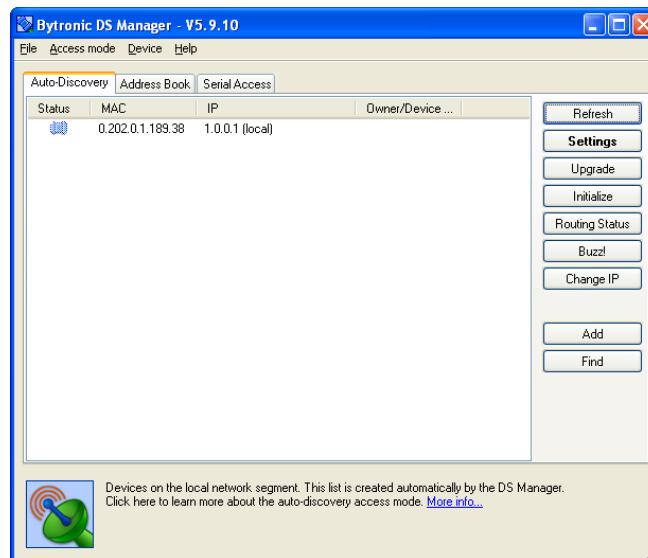 Bytronic DS Manager - V5.9.10
File Access mode Device Help
Auto-Discovery Address Book Serial Access
Status MAC IP Owner/Device ...
0.202.0.1.189.38 1.0.0.1 (local)
Refresh
Settings
Upgrade
Initialize
Routing Status
Buzz!
Change IP
Add
Find
Devices on the local network segment. This list is created automatically by the DS Manager.
Click here to learn more about the auto-discovery access mode. More info...